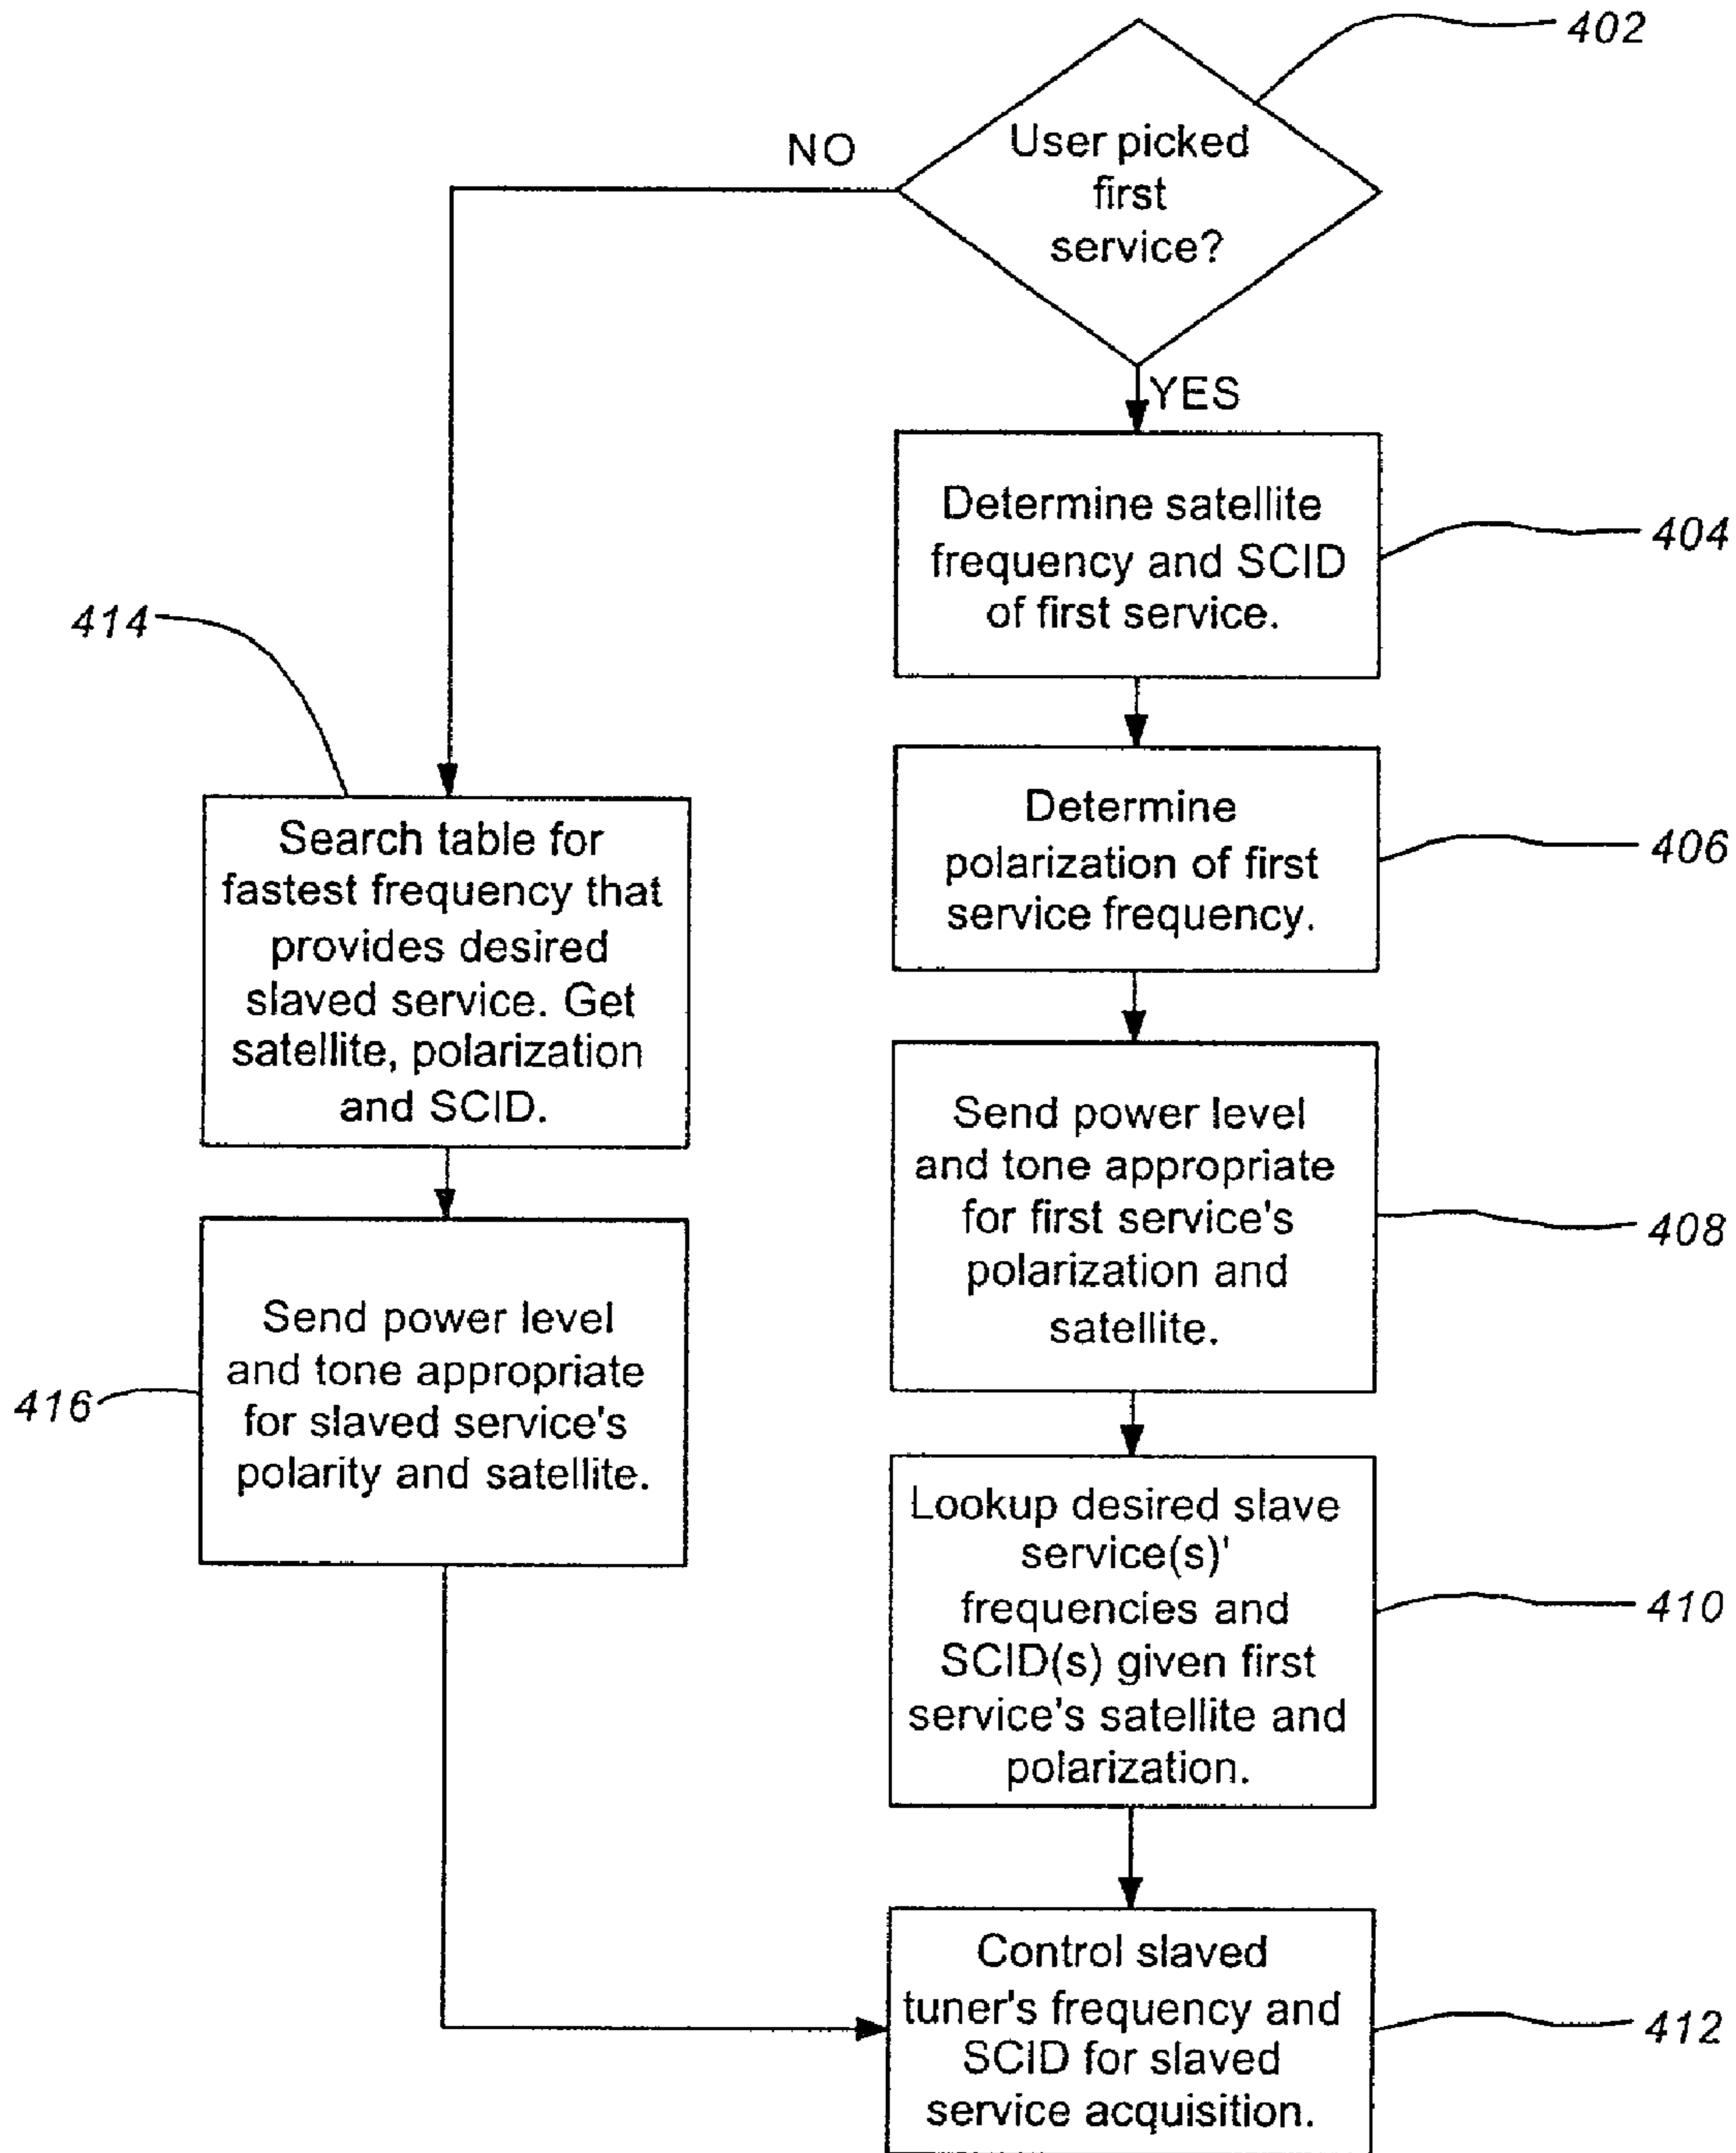 402
User picked
first
service?
NO
YES
Determine satellite
frequency and SCID
of first service.
404
Determine
polarization of first
service frequency.
406
Send power level
and tone appropriate
for first service's
polarization and
satellite.
408
Lookup desired slave
service(s)'
frequencies and
SCID(s) given first
service's satellite and
polarization.
410
414
Search table for
fastest frequency that
provides desired
slaved service. Get
satellite, polarization
and SCID.
416
Send power level
and tone appropriate
for slaved service's
polarity and satellite.
Control slaved
tuner's frequency and
SCID for slaved
service acquisition.
412